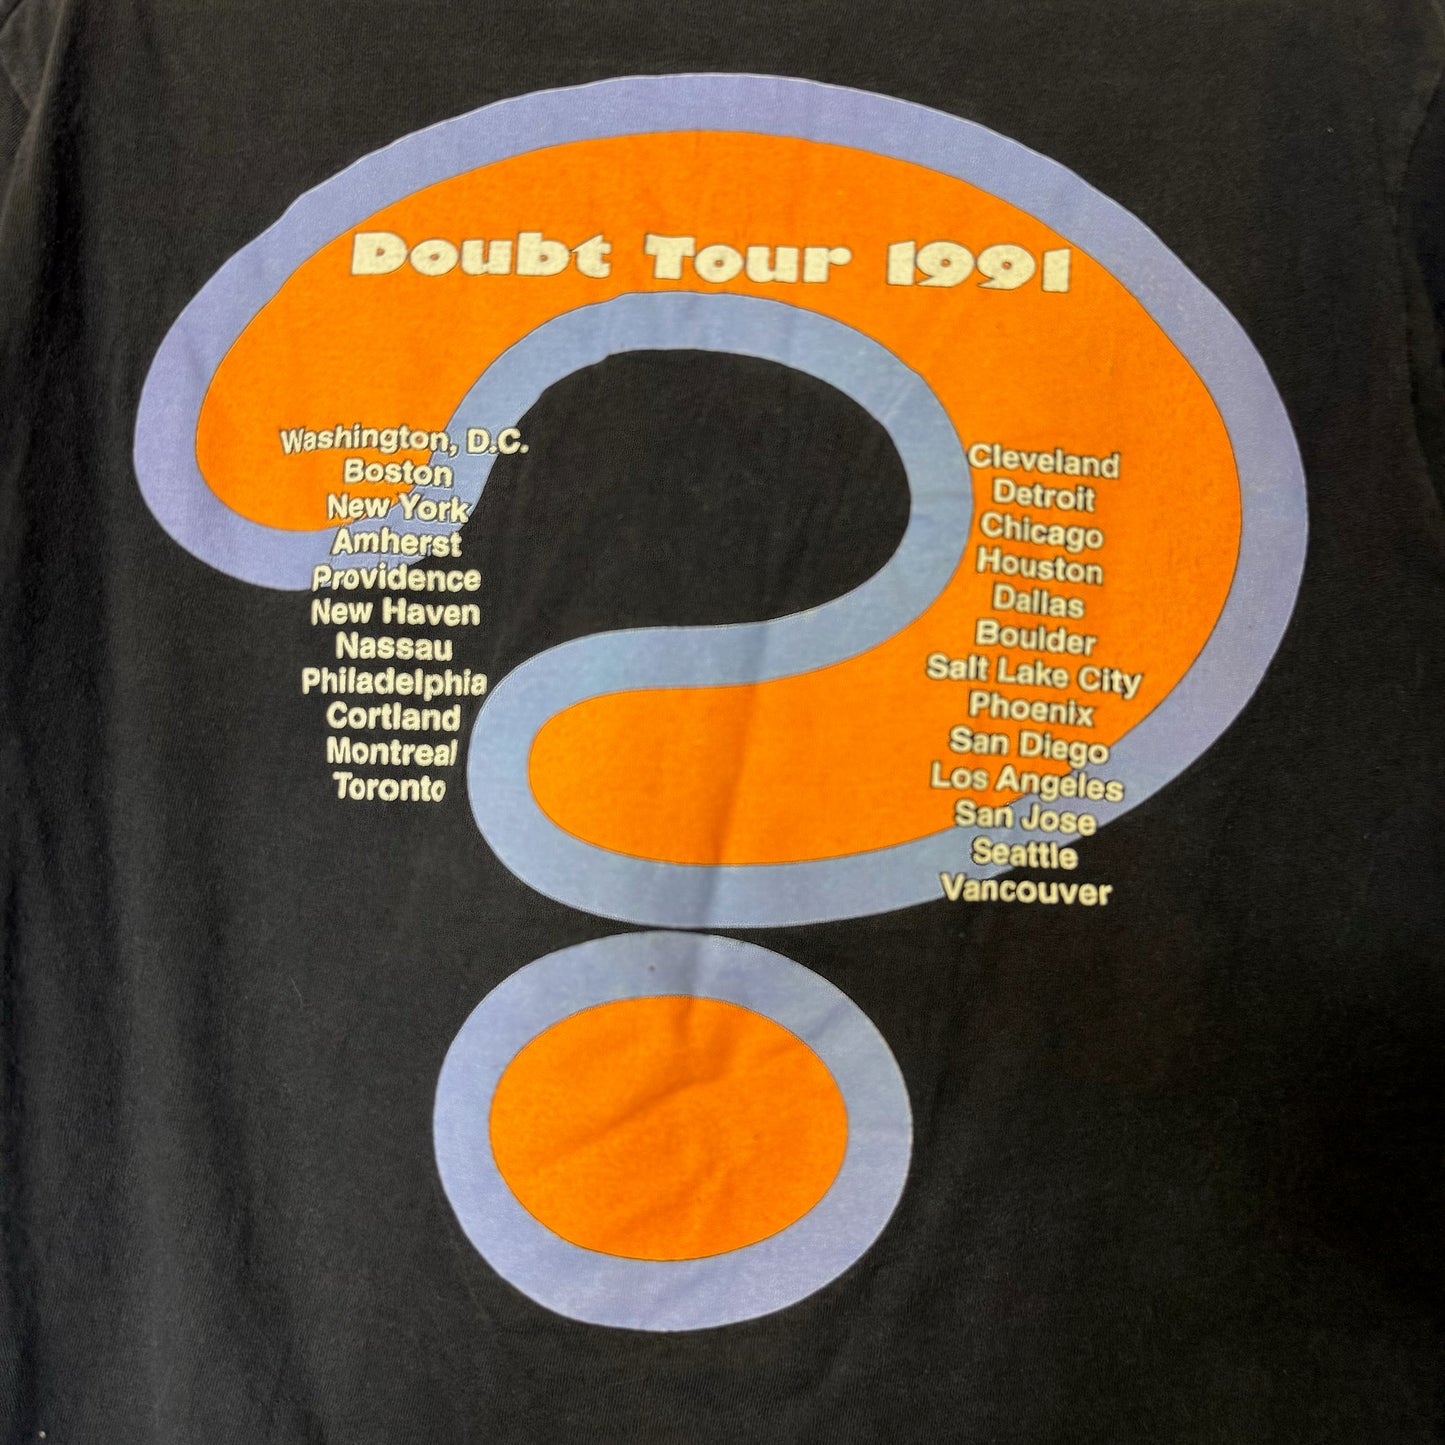 Doubt Tour 1991
Washington, D.C.
Boston
New York
Amherst
Providence
New Haven
Nassau
Philadelphia
Cortland
Montreal
Toronto
Cleveland
Detroit
Chicago
Houston
Dallas
Boulder
Salt Lake City
Phoenix
San Diego
Los Angeles
San Jose
Seattle
Vancouver